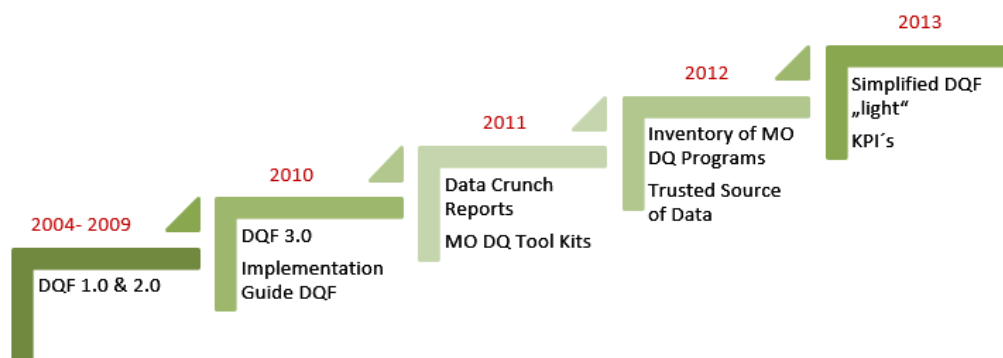 2004- 2009
DQF 1.0 & 2.0
2010
DQF 3.0
Implementation
Guide DQF
2011
Data Crunch
Reports
MO DQ Tool Kits
2012
Inventory of MO
DQ Programs
Trusted Source
of Data
2013
Simplified DQF
„light“
KPI´s